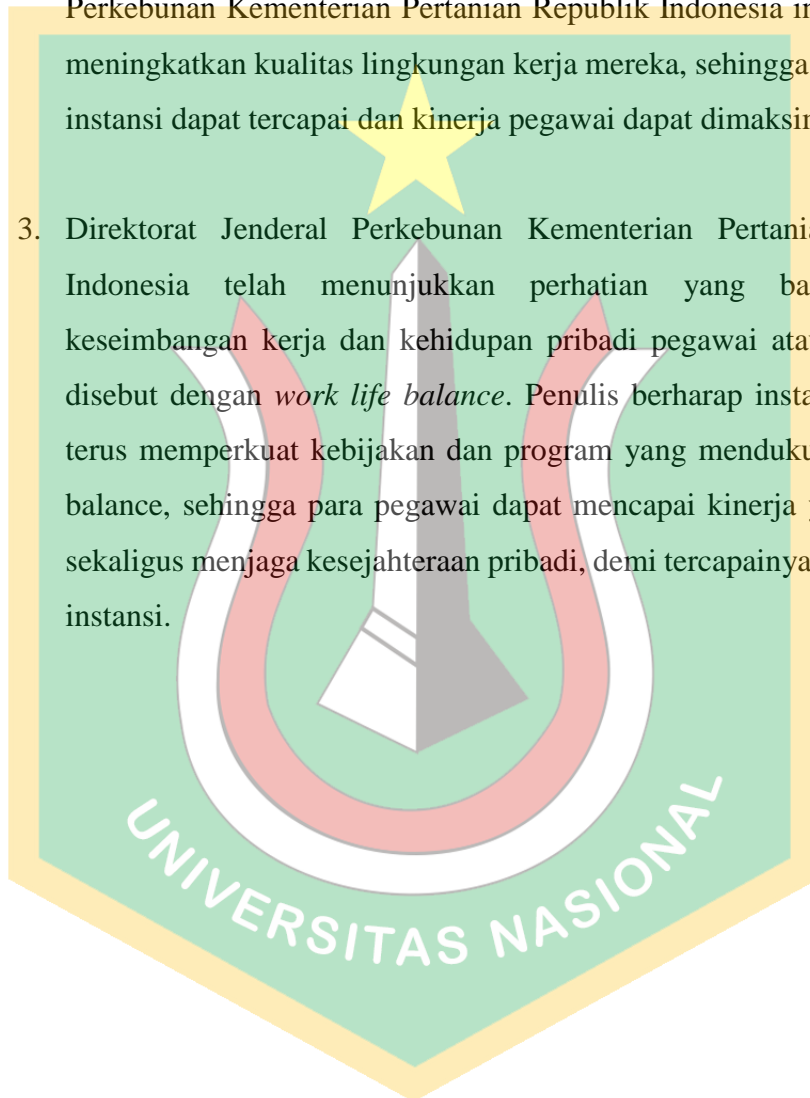 Perkebunan Kementerian Pertanian Republik Indonesia
meningkatkan kualitas lingkungan kerja mereka, sehingga
instansi dapat tercapai dan kinerja pegawai dapat
3. Direktorat Jenderal Perkebunan Kementerian
Indonesia telah menunjukkan perhatian yang
keseimbangan kerja dan kehidupan pribadi pegawai
disebut dengan work life balance. Penulis berharap
terus memperkuat kebijakan dan program yang
balance, sehingga para pegawai dapat mencapai kinerja
sekaligus menjaga kesejahteraan pribadi, demi tercapainya
instansi.
UNIVERSITAS NASIONAL